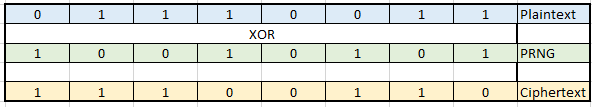 0 1 1 1 0 0 1 1 Plaintext
XOR
1 0 0 1 0 1 0 1 PRNG
1 1 1 0 0 1 1 0 Ciphertext